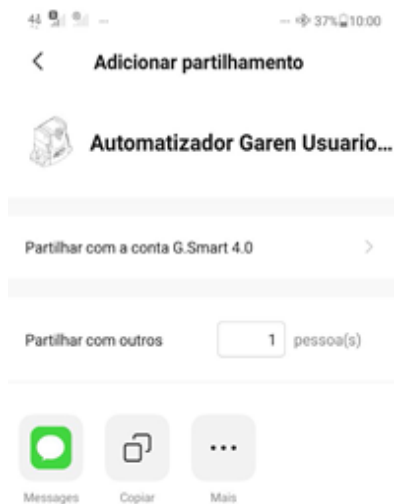 37% 10:00
Adicionar partilhamento
Automatizador Garen Usuario...
Partilhar com a conta G.Smart 4.0
Partilhar com outros 1 pessoa(s)
Messages Copiar Mais